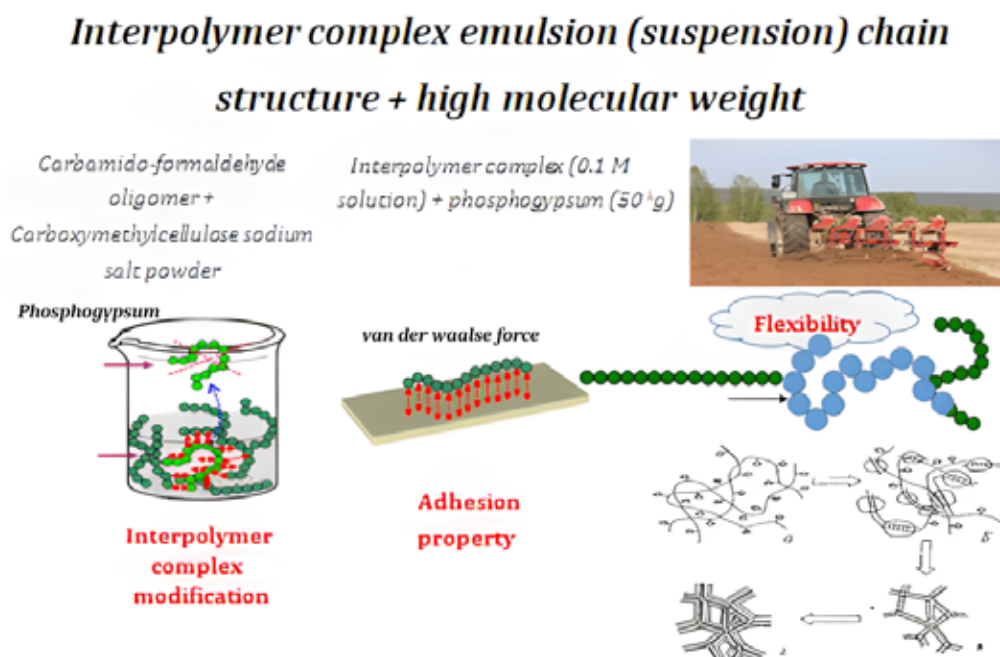 Interpolymer complex emulsion (suspension) chain
structure + high molecular weight
Carbamido-formaldehyde
oligomer +
Carboxymethylcellulose sodium
salt powder
Interpolymer complex (0.1 M
solution) + phosphogypsum (50 kg)
Phosphogypsum
van der waalse force
Flexibility
Interpolymer
complex
modification
Adhesion
property
а
Б
в
г